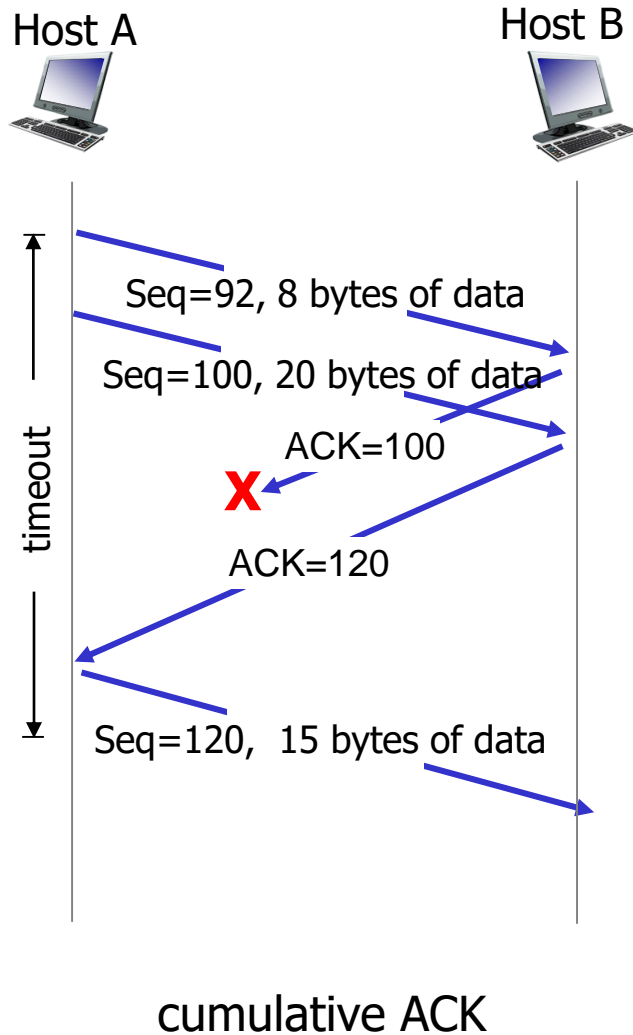 Host A
Host B
Seq=92, 8 bytes of data
Seq=100, 20 bytes of data
timeout
ACK=100
X
ACK=120
Seq=120, 15 bytes of data
cumulative ACK